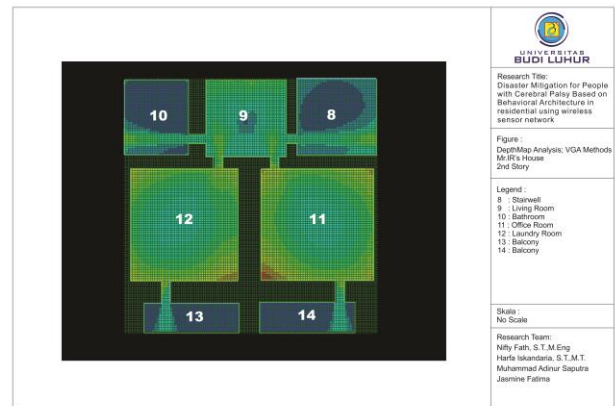 10
9
8
12
11
13
14
UNIVERSITAS
BUDI LUHUR
Research Title:
Disaster Mitigation for People
with Cerebral Palsy Based on
Behavioral Architecture in
residential using wireless
sensor network
Figure :
DepthMap Analysis; VGA Methods
Mr.IR's House
2nd Story
Legend :
8 : Stairwell
9 : Living Room
10 : Bathroom
11 : Office Room
12 : Laundry Room
13 : Balcony
14 : Balcony
Skala :
No Scale
Research Team:
Nifty Fath, S.T.,M.Eng
Harfa Iskandaria, S.T.,M.T.
Muhammad Adinur Saputra
Jasmine Fatima